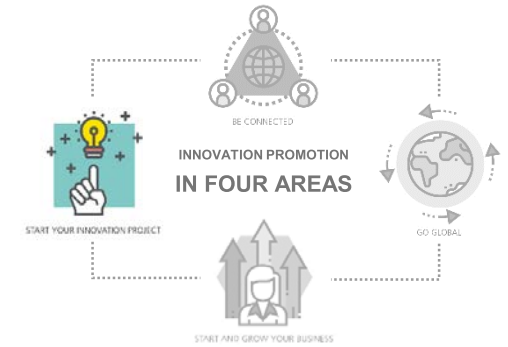 BE CONNECTED
INNOVATION PROMOTION
IN FOUR AREAS
START YOUR INNOVATION PROJECT
GO GLOBAL
START AND GROW YOUR BUSINESS